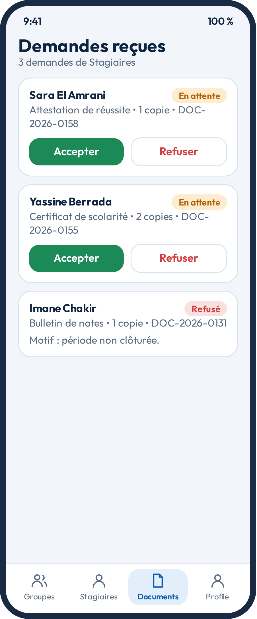 9:41 100 %
Demandes reçues
3 demandes de Stagiaires
Sara El Amrani En attente
Attestation de réussite • 1 copie • DOC-
2026-0158
Accepter Refuser
Yassine Berrada En attente
Certificat de scolarité • 2 copies • DOC-
2026-0155
Accepter Refuser
Imane Chakir Refusé
Bulletin de notes • 1 copie • DOC-2026-0131
Motif : période non clôturée.
Groupes Stagiaires Documents Profile